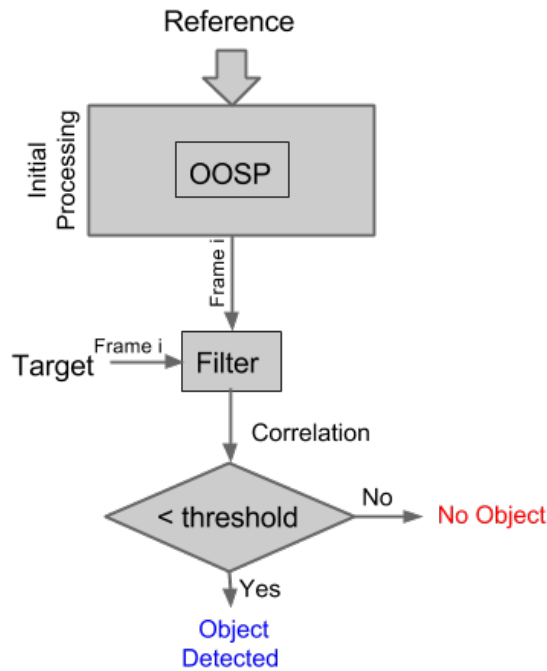 Reference
Initial
Processing
OOSP
Frame i
Frame i
Target
Filter
Correlation
< threshold
No
No Object
Yes
Object
Detected